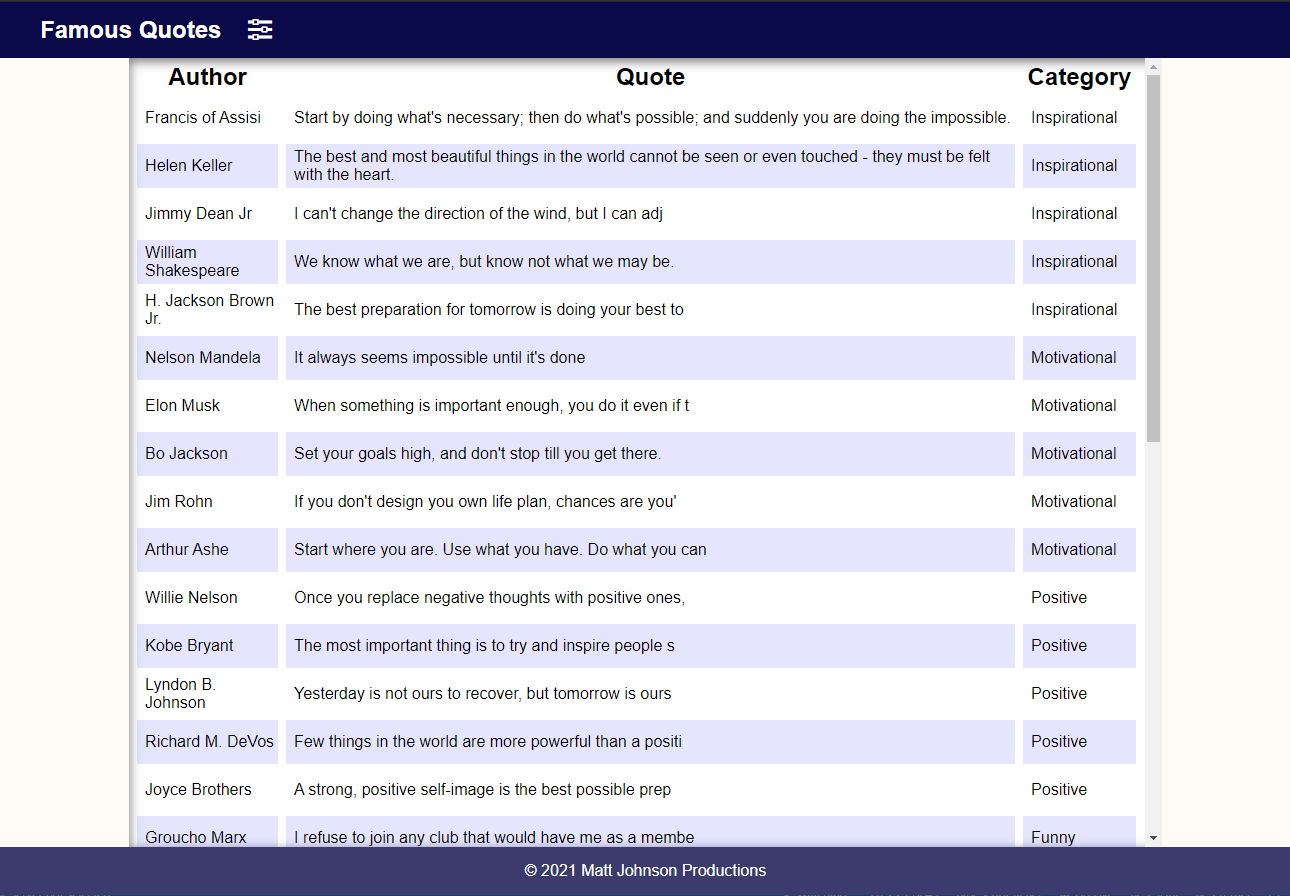 Famous Quotes
Author Quote Category
Francis of Assisi Start by doing what's necessary; then do what's possible; and suddenly you are doing the impossible. Inspirational
Helen Keller The best and most beautiful things in the world cannot be seen or even touched - they must be felt
with the heart. Inspirational
Jimmy Dean Jr I can't change the direction of the wind, but I can adj Inspirational
William
Shakespeare We know what we are, but know not what we may be. Inspirational
H. Jackson Brown
Jr. The best preparation for tomorrow is doing your best to Inspirational
Nelson Mandela It always seems impossible until it's done Motivational
Elon Musk When something is important enough, you do it even if t Motivational
Bo Jackson Set your goals high, and don't stop till you get there. Motivational
Jim Rohn If you don't design you own life plan, chances are you' Motivational
Arthur Ashe Start where you are. Use what you have. Do what you can Motivational
Willie Nelson Once you replace negative thoughts with positive ones, Positive
Kobe Bryant The most important thing is to try and inspire people s Positive
Lyndon B.
Johnson Yesterday is not ours to recover, but tomorrow is ours Positive
Richard M. DeVos Few things in the world are more powerful than a positi Positive
Joyce Brothers A strong, positive self-image is the best possible prep Positive
Groucho Marx I refuse to join any club that would have me as a membe Funny
© 2021 Matt Johnson Productions